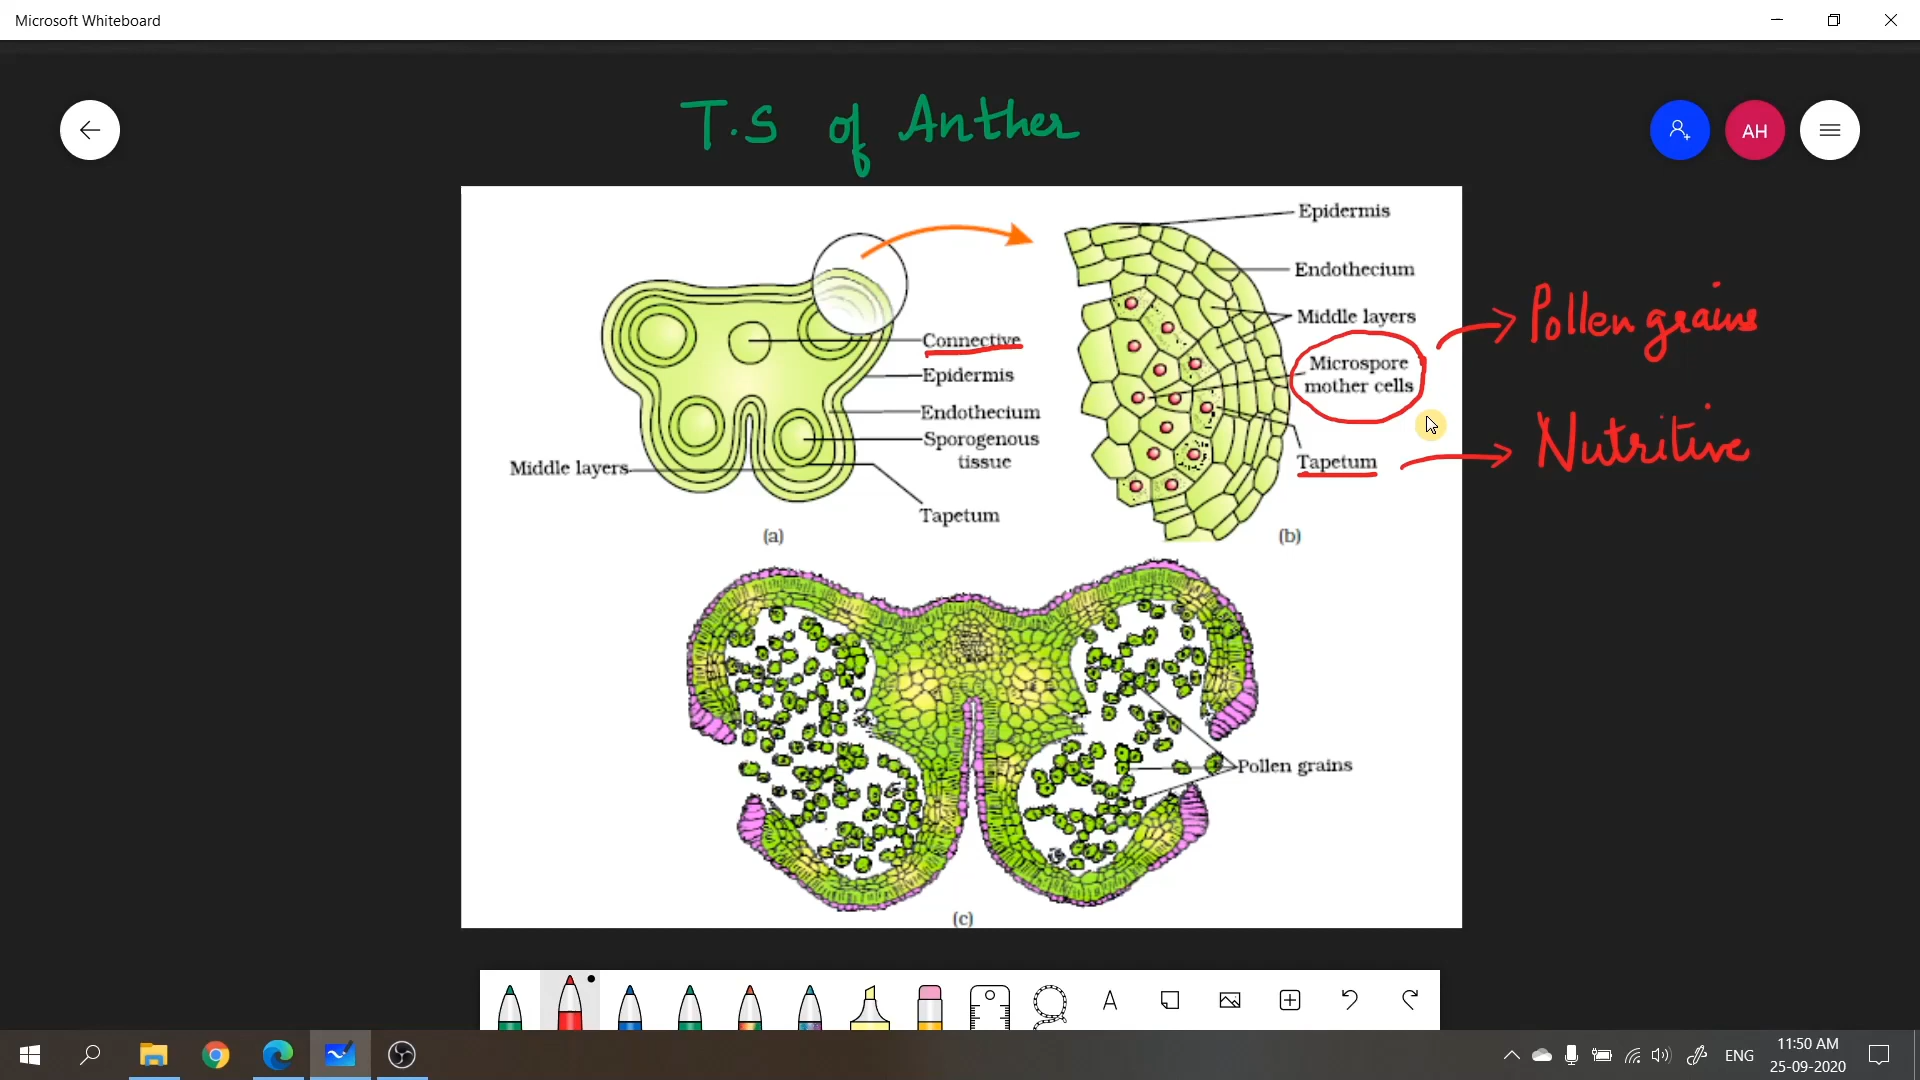 Microsoft Whiteboard
T.S of Anther
AH
Connective
Epidermis
Endothecium
Sporogenous
tissue
Middle layers
Tapetum
(a)
Epidermis
Endothecium
Middle layers
Microspore
mother cells
Tapetum
(b)
Pollen grains
Nutritive
Pollen grains
(c)
A
ENG
11:50 AM
25-09-2020